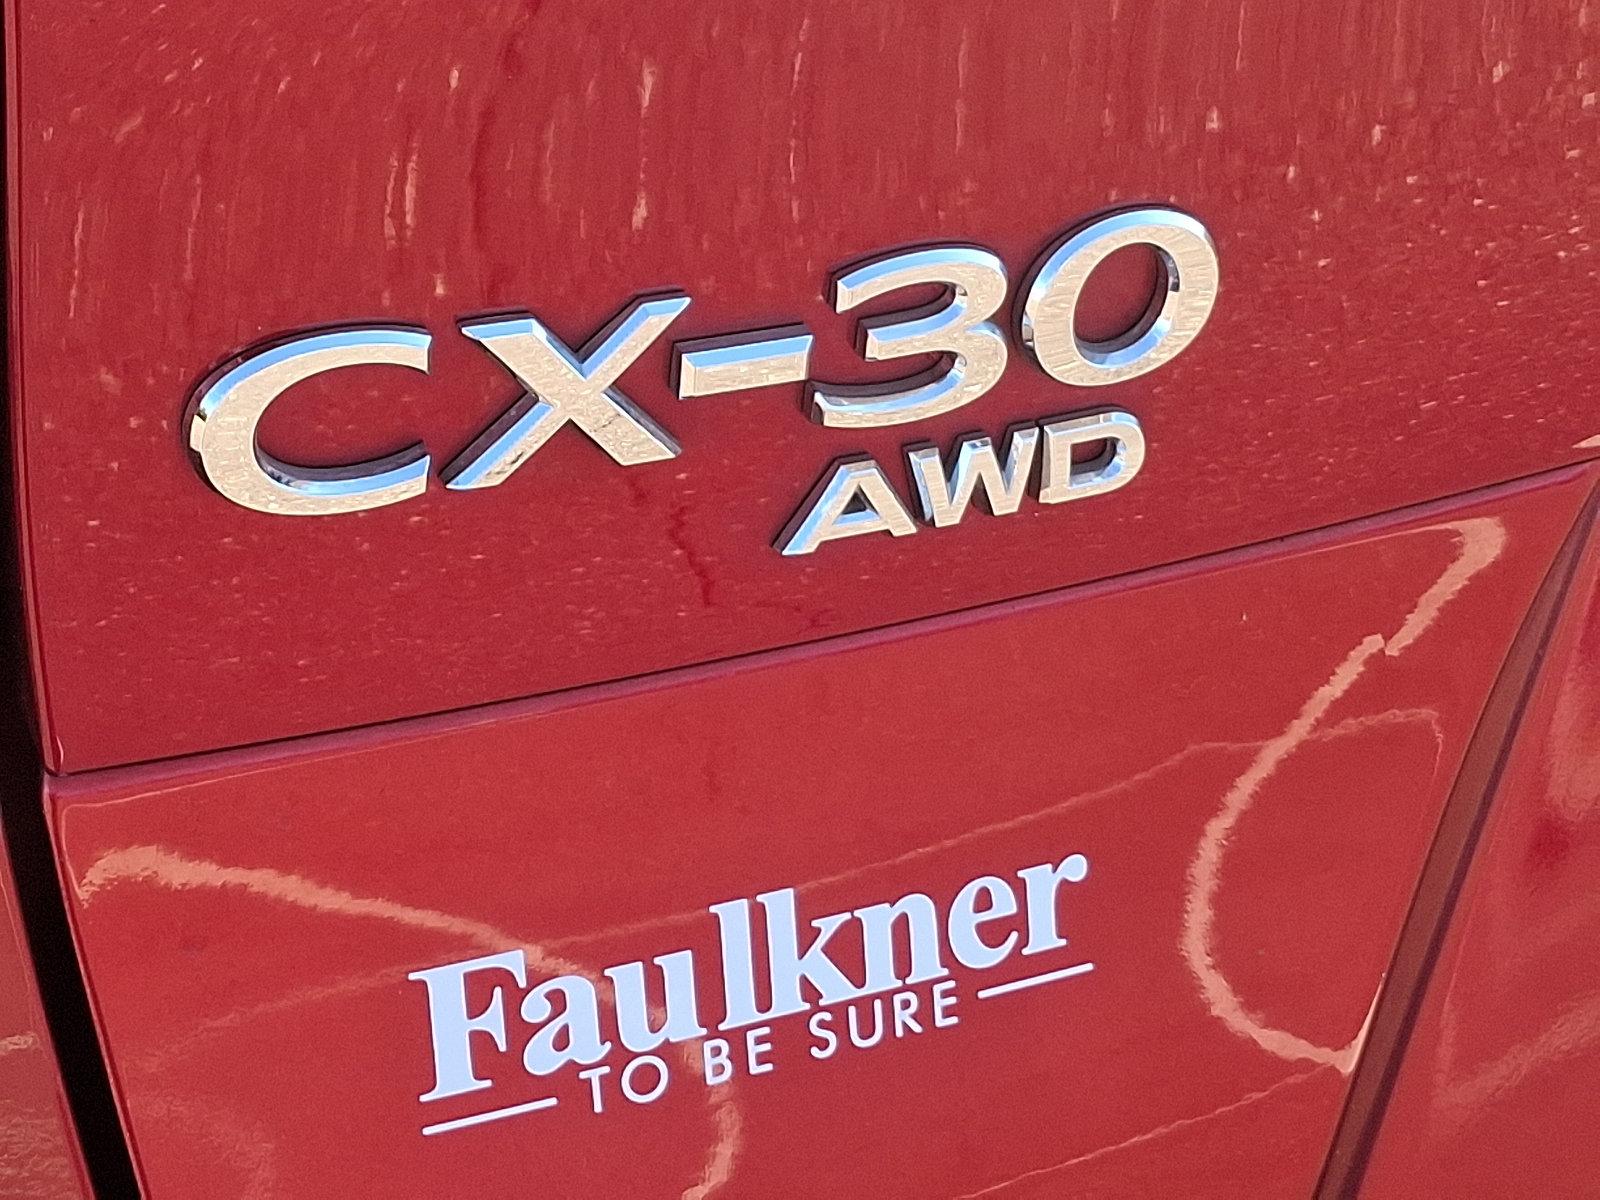 CX-30
AWD
Faulkner
TO BE SURE